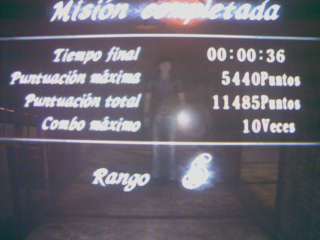 Misión completada
Tiempo final 00:00:36
Puntuación máxima 5440Puntos
Puntuación total 11485Puntos
Combo máximo 10Veces
Rango S